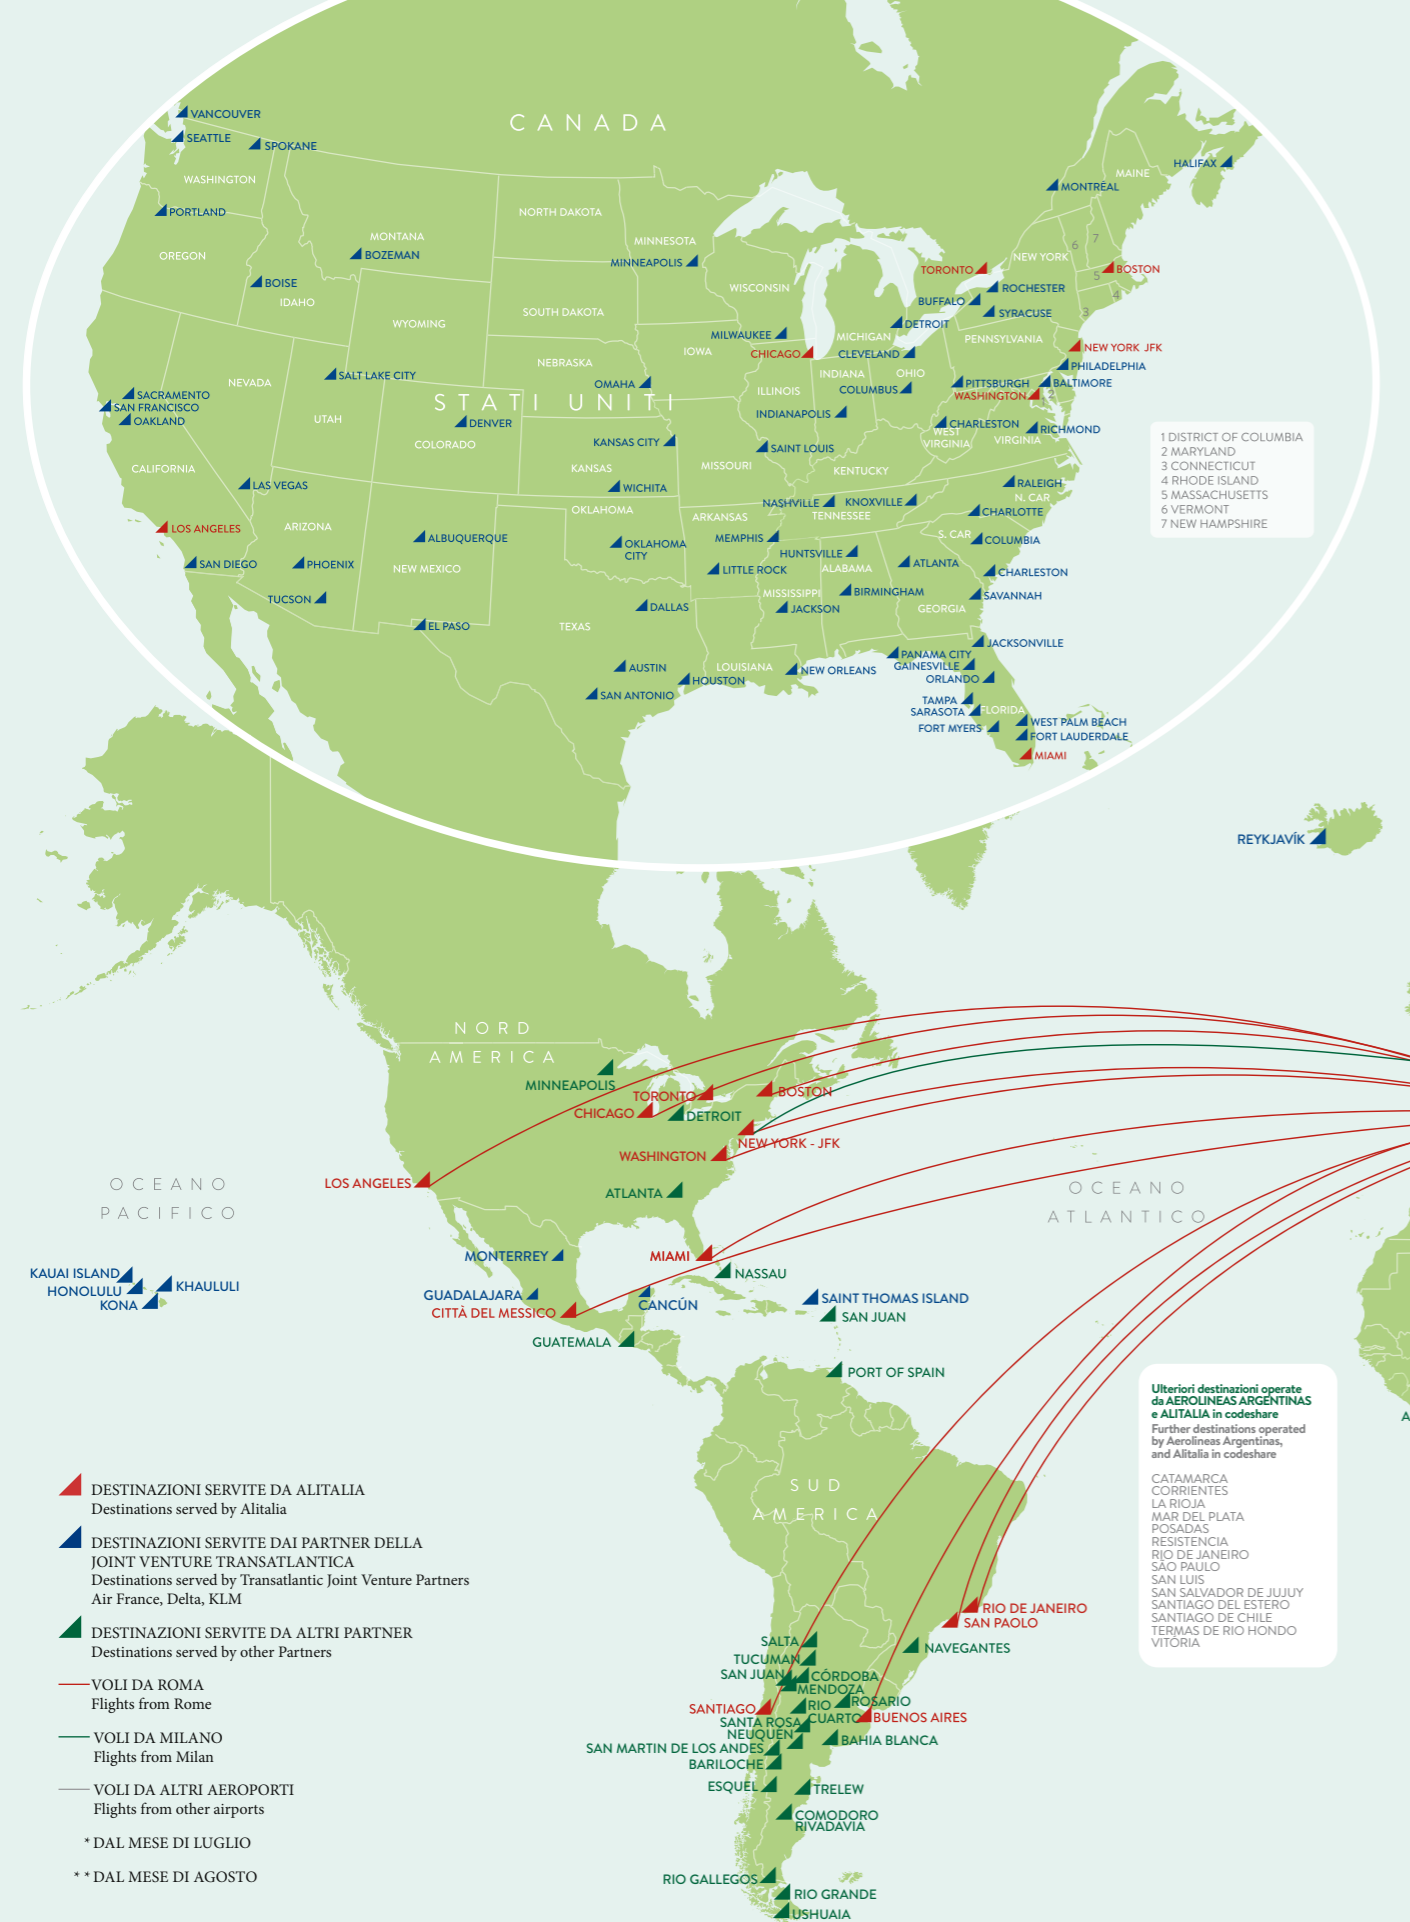 CANADA
VANCOUVER
SEATTLE
SPOKANE
WASHINGTON
PORTLAND
OREGON
MONTANA
BOZEMAN
BOISE
IDAHO
NORTH DAKOTA
MINNESOTA
MINNEAPOLIS
SOUTH DAKOTA
WYOMING
WISCONSIN
MILWAUKEE
CHICAGO
MICHIGAN
DETROIT
CLEVELAND
TORONTO
BUFFALO
ROCHESTER
SYRACUSE
NEW YORK
MONTRÉAL
MAINE
HALIFAX
6
7
BOSTON
5
4
3
PENNSYLVANIA
NEW YORK JFK
PHILADELPHIA
PITTSBURGH
BALTIMORE
WASHINGTON
2
NEBRASKA
IOWA
OMAHA
ILLINOIS
INDIANA
OHIO
COLUMBUS
INDIANAPOLIS
STATI UNITI
NEVADA
SALT LAKE CITY
UTAH
SACRAMENTO
SAN FRANCISCO
OAKLAND
CALIFORNIA
DENVER
COLORADO
KANSAS CITY
KANSAS
WICHITA
MISSOURI
SAINT LOUIS
KENTUCKY
CHARLESTON
WEST
VIRGINIA
VIRGINIA
RICHMOND
1 DISTRICT OF COLUMBIA
2 MARYLAND
3 CONNECTICUT
4 RHODE ISLAND
5 MASSACHUSETTS
6 VERMONT
7 NEW HAMPSHIRE
LAS VEGAS
LOS ANGELES
ARIZONA
SAN DIEGO
PHOENIX
TUCSON
ALBUQUERQUE
NEW MEXICO
EL PASO
OKLAHOMA
OKLAHOMA
CITY
ARKANSAS
LITTLE ROCK
MEMPHIS
NASHVILLE
KNOXVILLE
TENNESSEE
RALEIGH
N. CAR
CHARLOTTE
S. CAR
COLUMBIA
HUNTSVILLE
ALABAMA
ATLANTA
CHARLESTON
MISSISSIPPI
BIRMINGHAM
JACKSON
SAVANNAH
GEORGIA
DALLAS
TEXAS
AUSTIN
HOUSTON
SAN ANTONIO
LOUISIANA
NEW ORLEANS
JACKSONVILLE
PANAMA CITY
GAINESVILLE
ORLANDO
TAMPA
SARASOTA
FLORIDA
FORT MYERS
WEST PALM BEACH
FORT LAUDERDALE
MIAMI
REYKJAVÍK
NORD
AMERICA
MINNEAPOLIS
TORONTO
BOSTON
CHICAGO
DETROIT
NEW YORK - JFK
WASHINGTON
LOS ANGELES
ATLANTA
OCEANO
PACIFICO
OCEANO
ATLANTICO
MONTERREY
MIAMI
NASSAU
KAUAI ISLAND
HONOLULU
KHAULULI
KONA
GUADALAJARA
CITTÀ DEL MESSICO
CANCÚN
SAINT THOMAS ISLAND
SAN JUAN
GUATEMALA
PORT OF SPAIN
A
Ulteriori destinazioni operate
da AEROLINEAS ARGENTINAS
e ALITALIA in codeshare
Further destinations operated
by Aerolineas Argentinas,
and Alitalia in codeshare
CATAMARCA
CORRIENTES
LA RIOJA
MAR DEL PLATA
POSADAS
RESISTENCIA
RIO DE JANEIRO
SÃO PAULO
SAN LUIS
SAN SALVADOR DE JUJUY
SANTIAGO DEL ESTERO
SANTIAGO DE CHILE
TERMAS DE RIO HONDO
VITÓRIA
SUD
AMERICA
RIO DE JANEIRO
SAN PAOLO
SALTA
NAVEGANTES
TUCUMAN
SAN JUAN
CÓRDOBA
MENDOZA
SANTIAGO
RIO
CUARTO
ROSARIO
BUENOS AIRES
SANTA ROSA
NEUQUÉN
BAHIA BLANCA
SAN MARTIN DE LOS ANDES
BARILOCHE
ESQUEL
TRELEW
COMODORO
RIVADAVIA
RIO GALLEGOS
RIO GRANDE
USHUAIA
DESTINAZIONI SERVITE DA ALITALIA
Destinations served by Alitalia
DESTINAZIONI SERVITE DAI PARTNER DELLA
JOINT VENTURE TRANSATLANTICA
Destinations served by Transatlantic Joint Venture Partners
Air France, Delta, KLM
DESTINAZIONI SERVITE DA ALTRI PARTNER
Destinations served by other Partners
VOLI DA ROMA
Flights from Rome
VOLI DA MILANO
Flights from Milan
VOLI DA ALTRI AEROPORTI
Flights from other airports
* DAL MESE DI LUGLIO
* * DAL MESE DI AGOSTO